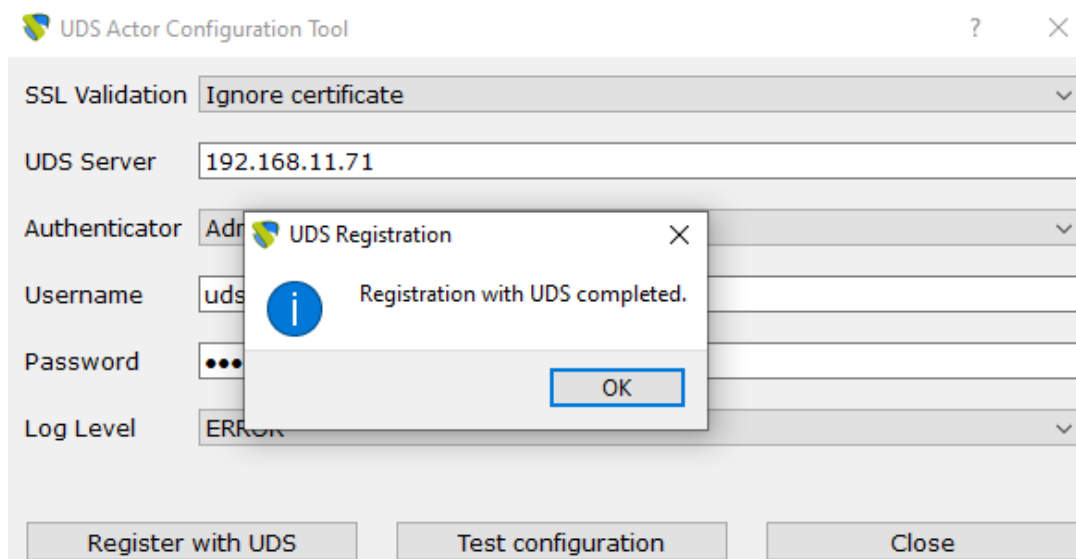 UDS Actor Configuration Tool
SSL Validation Ignore certificate
UDS Server 192.168.11.71
Authenticator
UDS Registration
Username
Registration with UDS completed.
Password
OK
Log Level ERROR
Register with UDS Test configuration Close